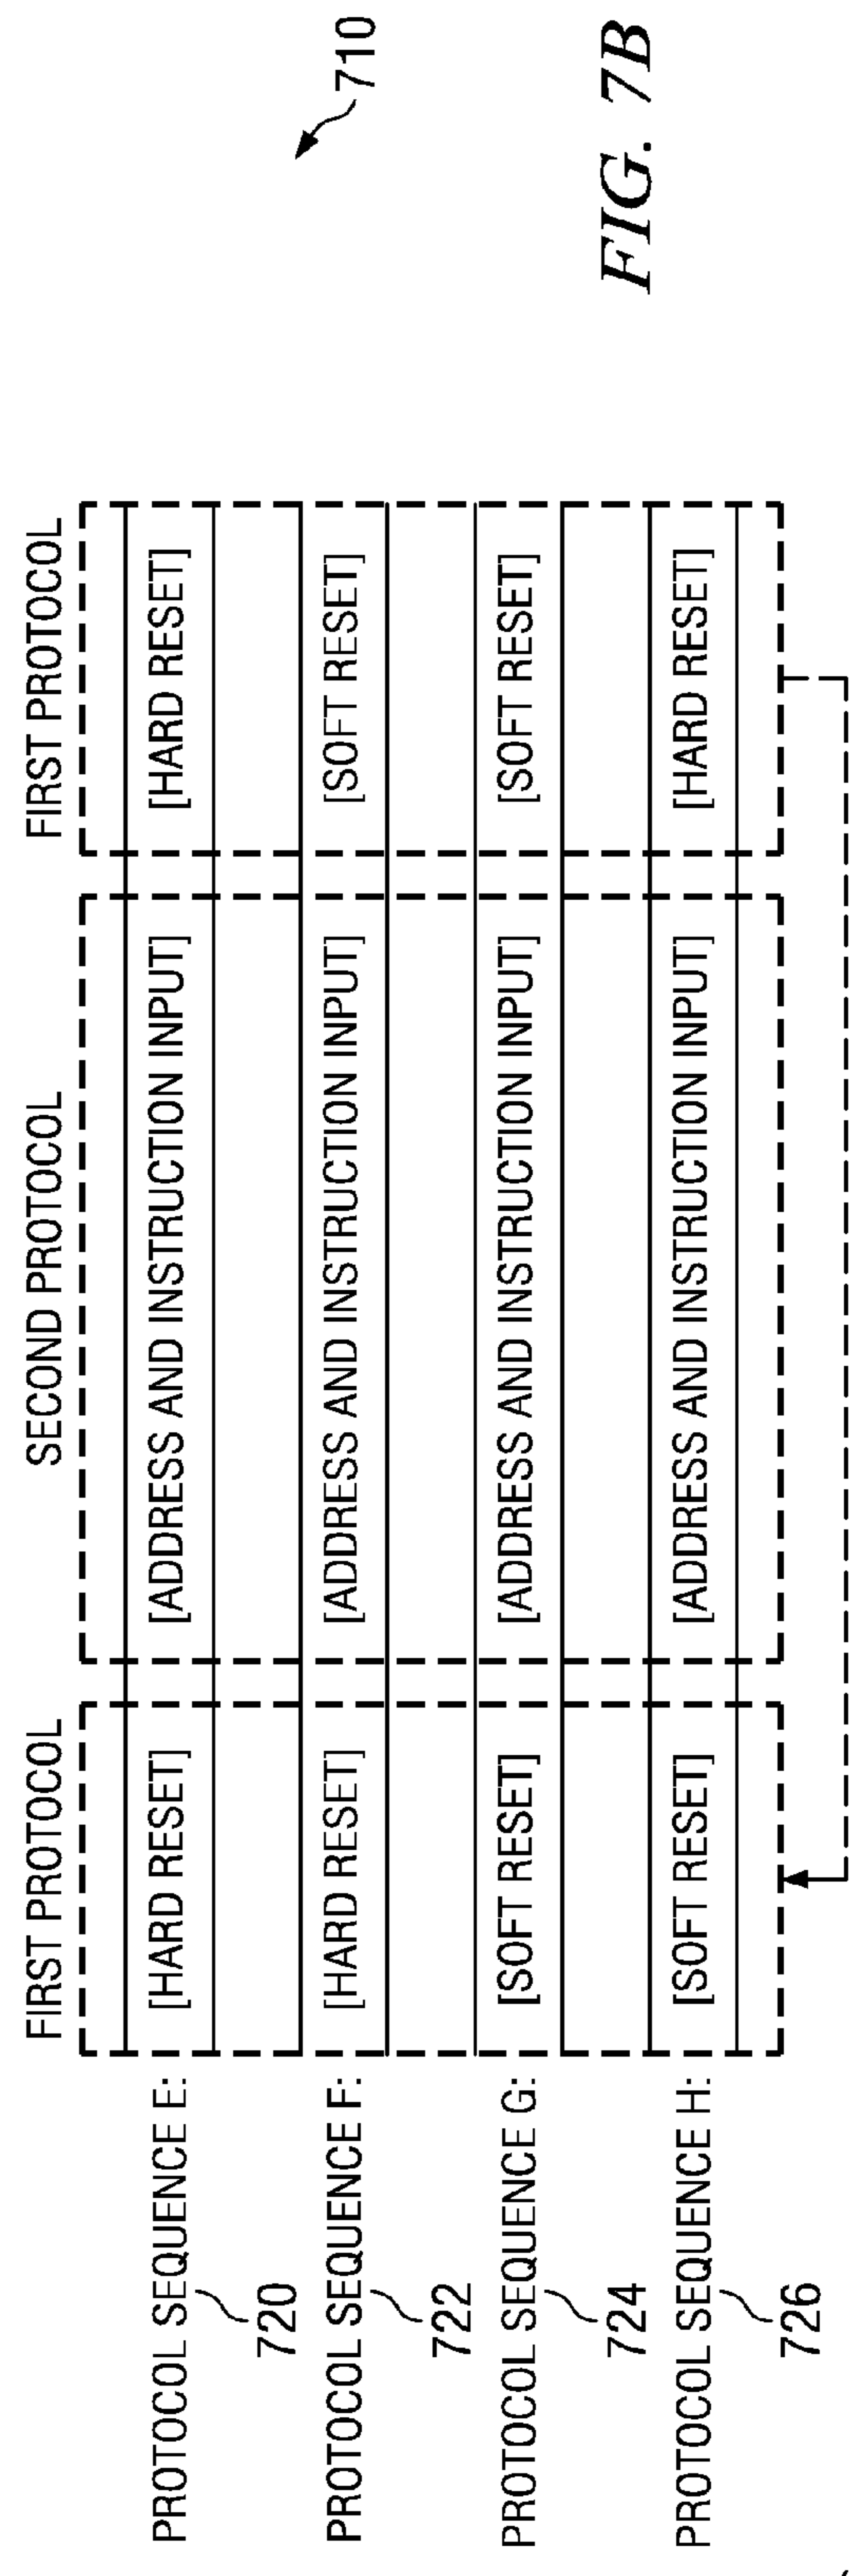 FIRST PROTOCOL SECOND PROTOCOL FIRST PROTOCOL
PROTOCOL SEQUENCE E: [HARD RESET] [ADDRESS AND INSTRUCTION INPUT] [HARD RESET]
720
PROTOCOL SEQUENCE F: [HARD RESET] [ADDRESS AND INSTRUCTION INPUT] [SOFT RESET]
722
PROTOCOL SEQUENCE G: [SOFT RESET] [ADDRESS AND INSTRUCTION INPUT] [SOFT RESET]
724
PROTOCOL SEQUENCE H: [SOFT RESET] [ADDRESS AND INSTRUCTION INPUT] [HARD RESET]
726
710
FIG. 7B